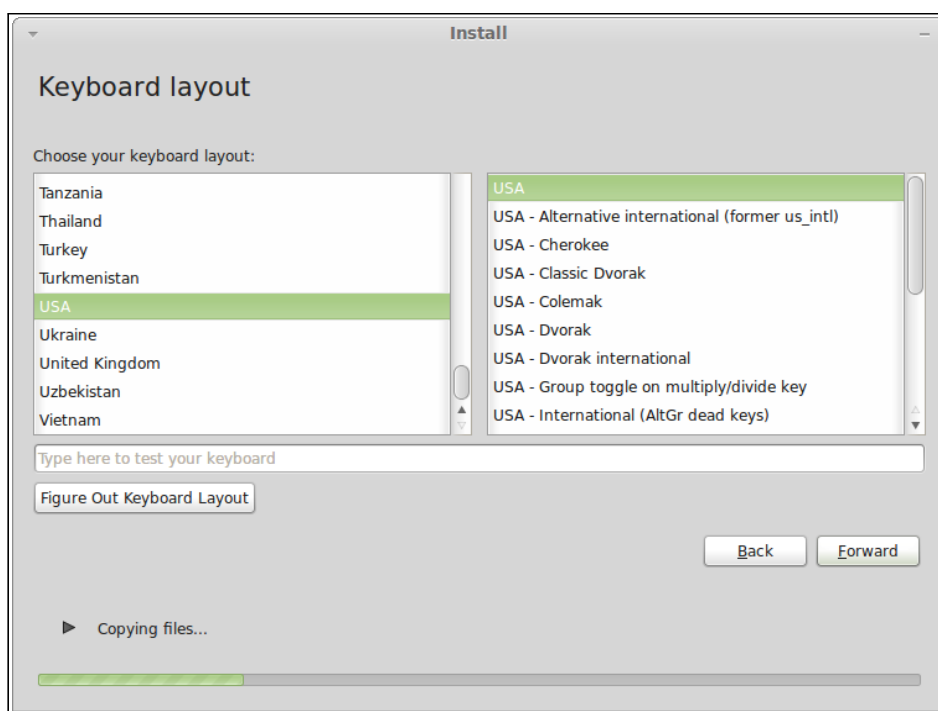 Install
Keyboard layout
Choose your keyboard layout:
Tanzania
Thailand
Turkey
Turkmenistan
USA
Ukraine
United Kingdom
Uzbekistan
Vietnam
USA
USA - Alternative international (former us_intl)
USA - Cherokee
USA - Classic Dvorak
USA - Colemak
USA - Dvorak
USA - Dvorak international
USA - Group toggle on multiply/divide key
USA - International (AltGr dead keys)
Type here to test your keyboard
Figure Out Keyboard Layout
Back
Forward
Copying files...